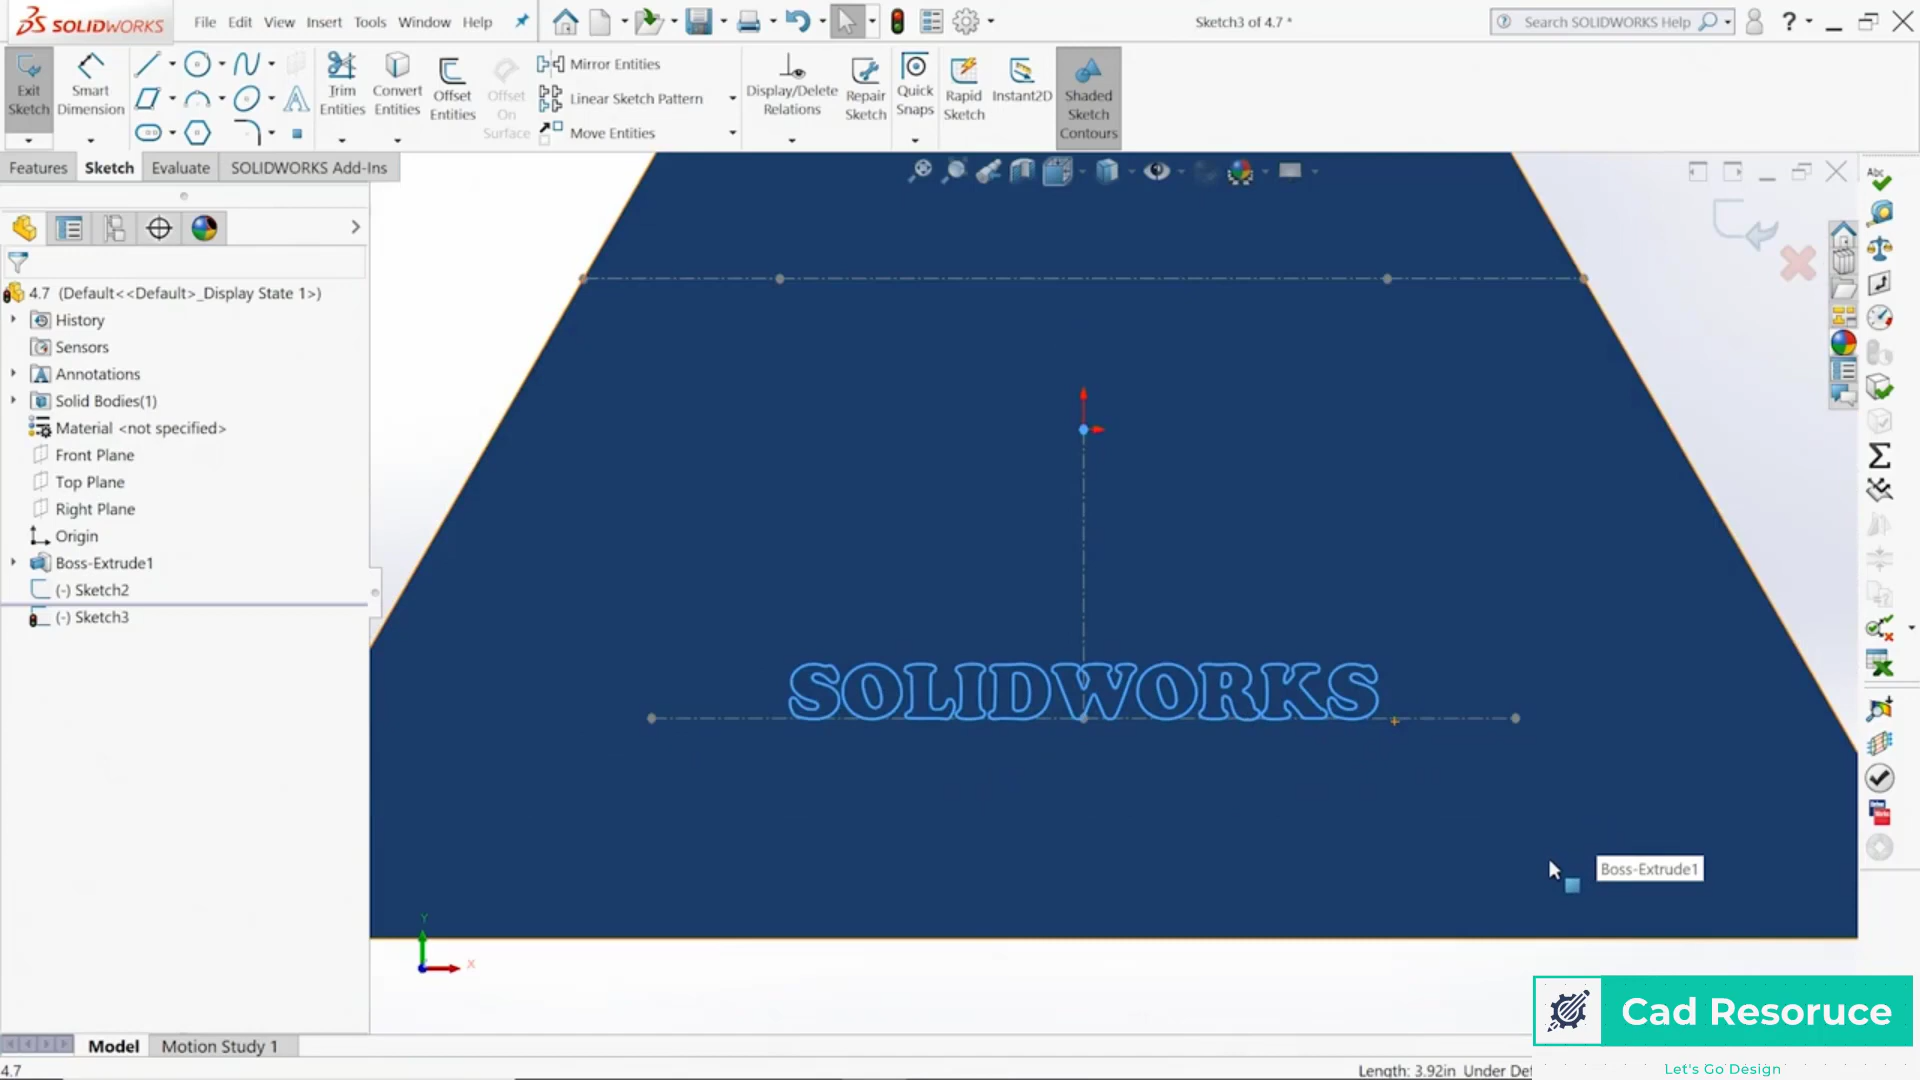 SOLIDWORKS File Edit View Insert Tools Window Help Sketch3 of 4.7 * Search SOLIDWORKS Help
Exit Sketch
Smart Dimension
Trim Entities
Convert Entities
Offset Entities
Offset On Surface
Mirror Entities
Linear Sketch Pattern
Move Entities
Display/Delete Relations
Repair Sketch
Quick Snaps
Rapid Sketch
Instant2D
Shaded Sketch Contours
Features Sketch Evaluate SOLIDWORKS Add-Ins
4.7 (Default<<Default>_Display State 1>)
History
Sensors
Annotations
Solid Bodies(1)
Material <not specified>
Front Plane
Top Plane
Right Plane
Origin
Boss-Extrude1
(-) Sketch2
(-) Sketch3
SOLIDWORKS
Boss-Extrude1
Y
X
Cad Resoruce
Let's Go Design
Model Motion Study 1
4.7
Length: 3.92in Under Def